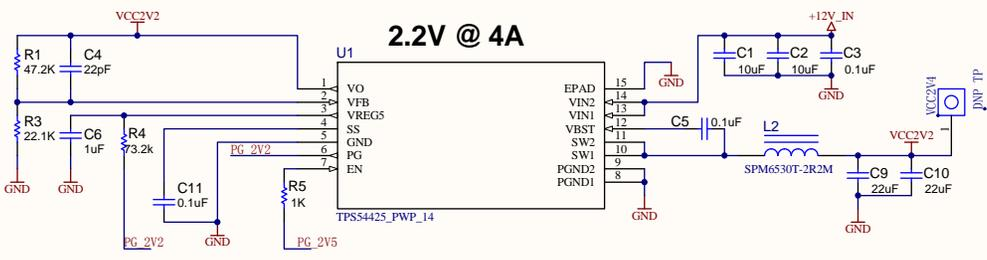 2.2V @ 4A
VCC2V2
R1
47.2K
C4
22pF
R3
22.1K
C6
1uF
R4
73.2k
GND
GND
PG_2V2
PG_2V2
C11
0.1uF
GND
R5
1K
PG_2V5
U1
1 VO
2 VFB
3 VREG5
4 SS
5 GND
6 PG
7 EN
EPAD 15
VIN2 14
VIN1 13
VBST 12
SW2 11
SW1 10
PGND2 9
PGND1 8
TPS54425_PWP_14
GND
+12V_IN
C1
10uF
C2
10uF
C3
0.1uF
GND
C5
0.1uF
L2
SPM6530T-2R2M
GND
VCC2V2
C9
22uF
C10
22uF
GND
VCC2V4
DNP TP
1